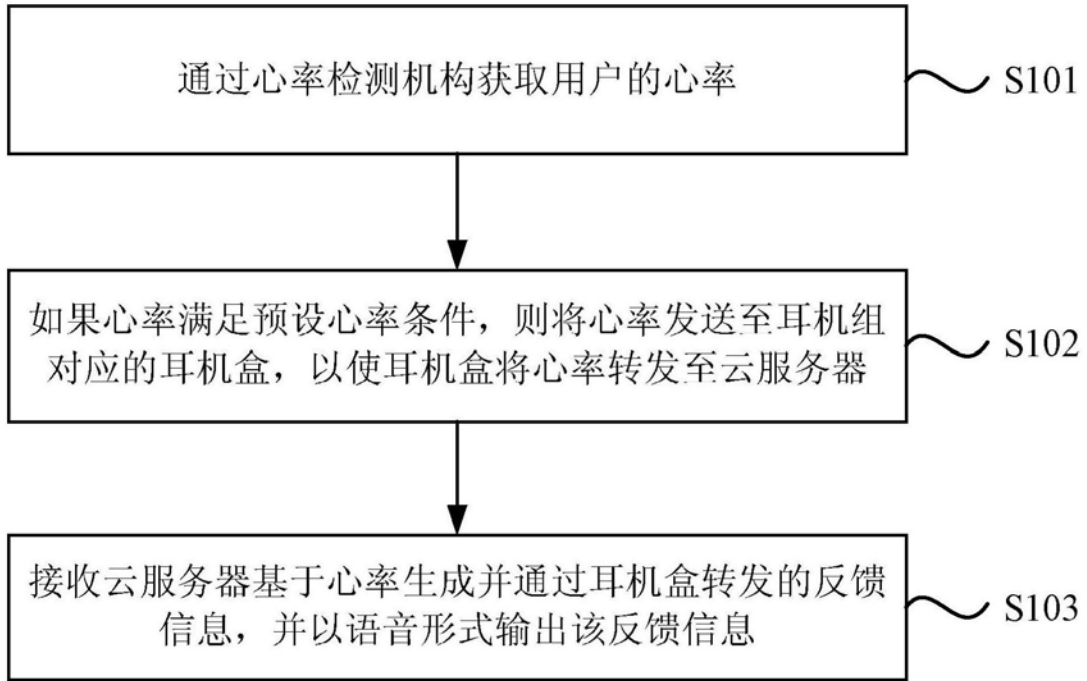 通过心率检测机构获取用户的心率
S101
如果心率满足预设心率条件，则将心率发送至耳机组
对应的耳机盒，以使耳机盒将心率转发至云服务器
S102
接收云服务器基于心率生成并通过耳机盒转发的反馈
信息，并以语音形式输出该反馈信息
S103